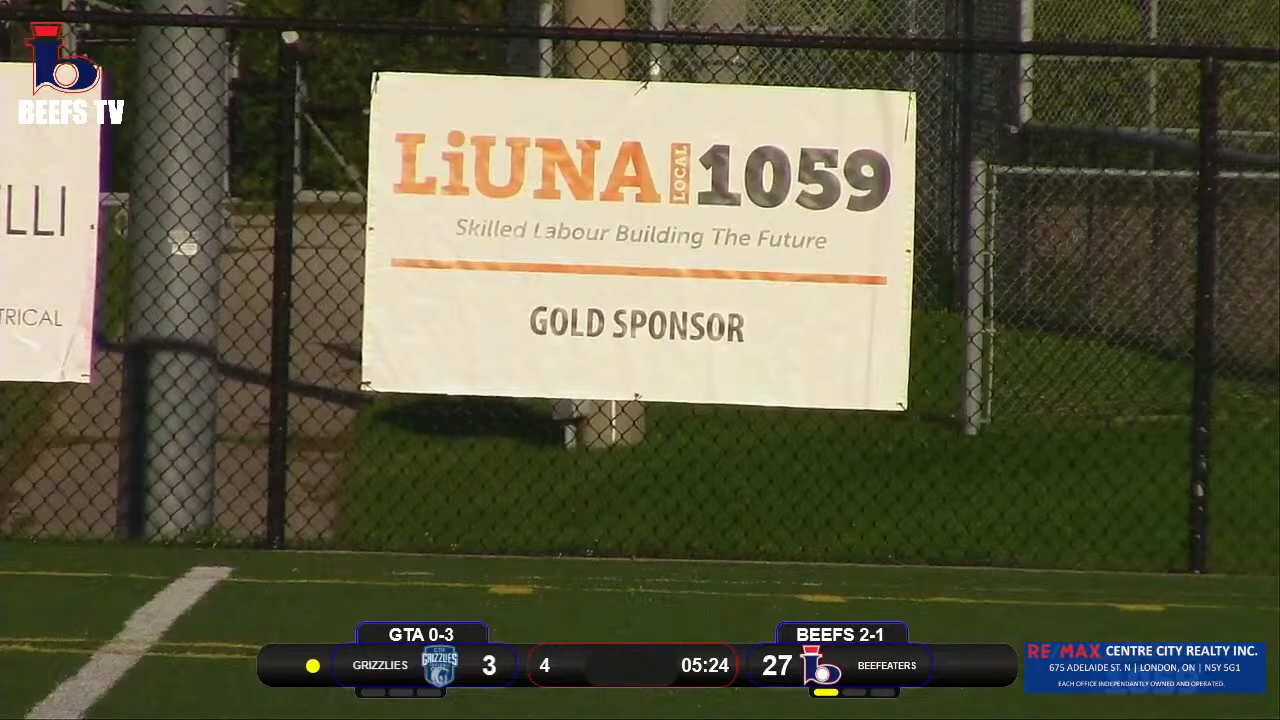 BEEFS TV
LLI
TRICAL
LiUNA LOCAL 1059
Skilled Labour Building The Future
GOLD SPONSOR
GTA 0-3
BEEFS 2-1
GRIZZLIES GRIZZLIES 3 4 05:24 27 BEEFEATERS
RE/MAX CENTRE CITY REALTY INC.
675 ADELAIDE ST. N | LONDON, ON | N5Y 5G1
EACH OFFICE INDEPENDANTLY OWNED AND OPERATED.